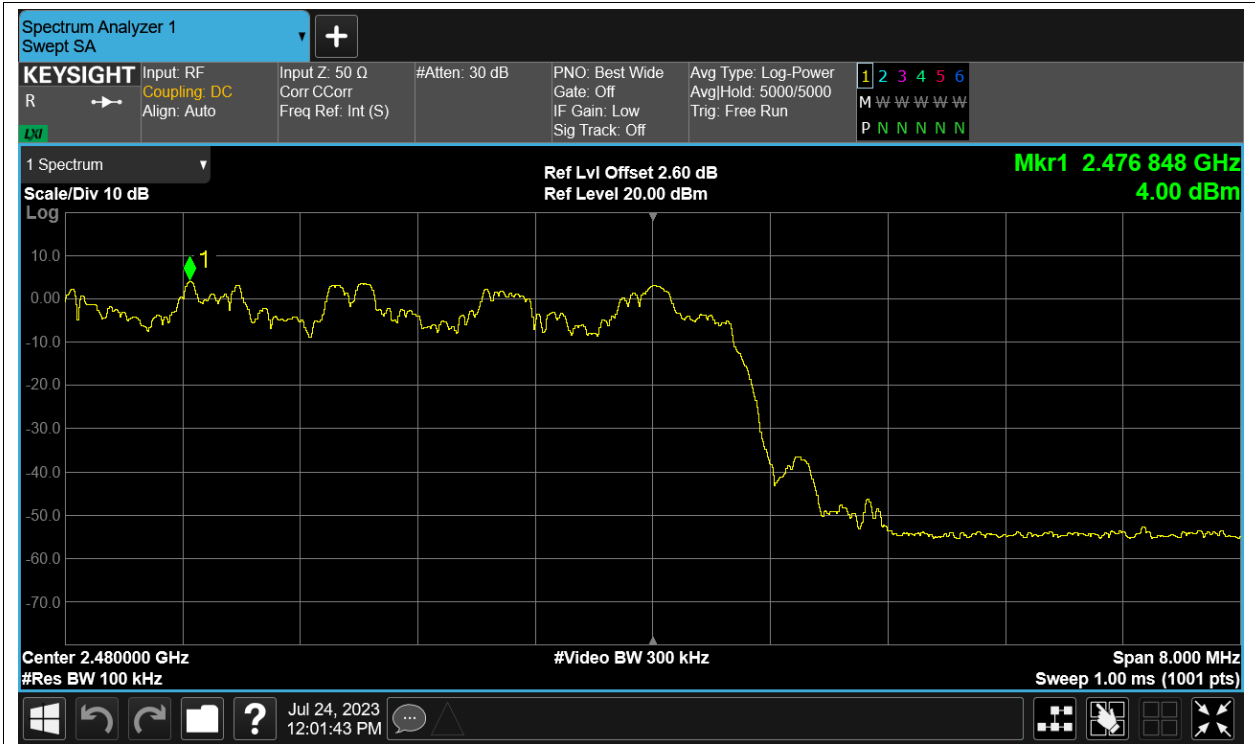 Spectrum Analyzer 1
Swept SA
KEYSIGHT
R
LXI
Input: RF
Coupling: DC
Align: Auto
Input Z: 50 Ω
Corr CCorr
Freq Ref: Int (S)
#Atten: 30 dB
PNO: Best Wide
Gate: Off
IF Gain: Low
Sig Track: Off
Avg Type: Log-Power
Avg|Hold: 5000/5000
Trig: Free Run
1 2 3 4 5 6
M W W W W W
P N N N N N
1 Spectrum
Scale/Div 10 dB
Log
Ref Lvl Offset 2.60 dB
Ref Level 20.00 dBm
Mkr1 2.476 848 GHz
4.00 dBm
1
10.0
0.00
-10.0
-20.0
-30.0
-40.0
-50.0
-60.0
-70.0
Center 2.480000 GHz
#Res BW 100 kHz
#Video BW 300 kHz
Span 8.000 MHz
Sweep 1.00 ms (1001 pts)
?
Jul 24, 2023
12:01:43 PM